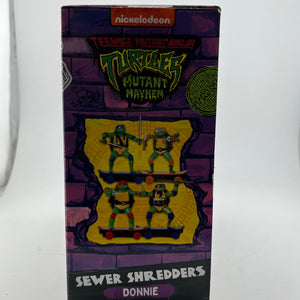 nickelodeon
TEENAGE MUTANT NINJA
TURTLES
MUTANT
MAYHEM
SEWER SHREDDERS
DONNIE